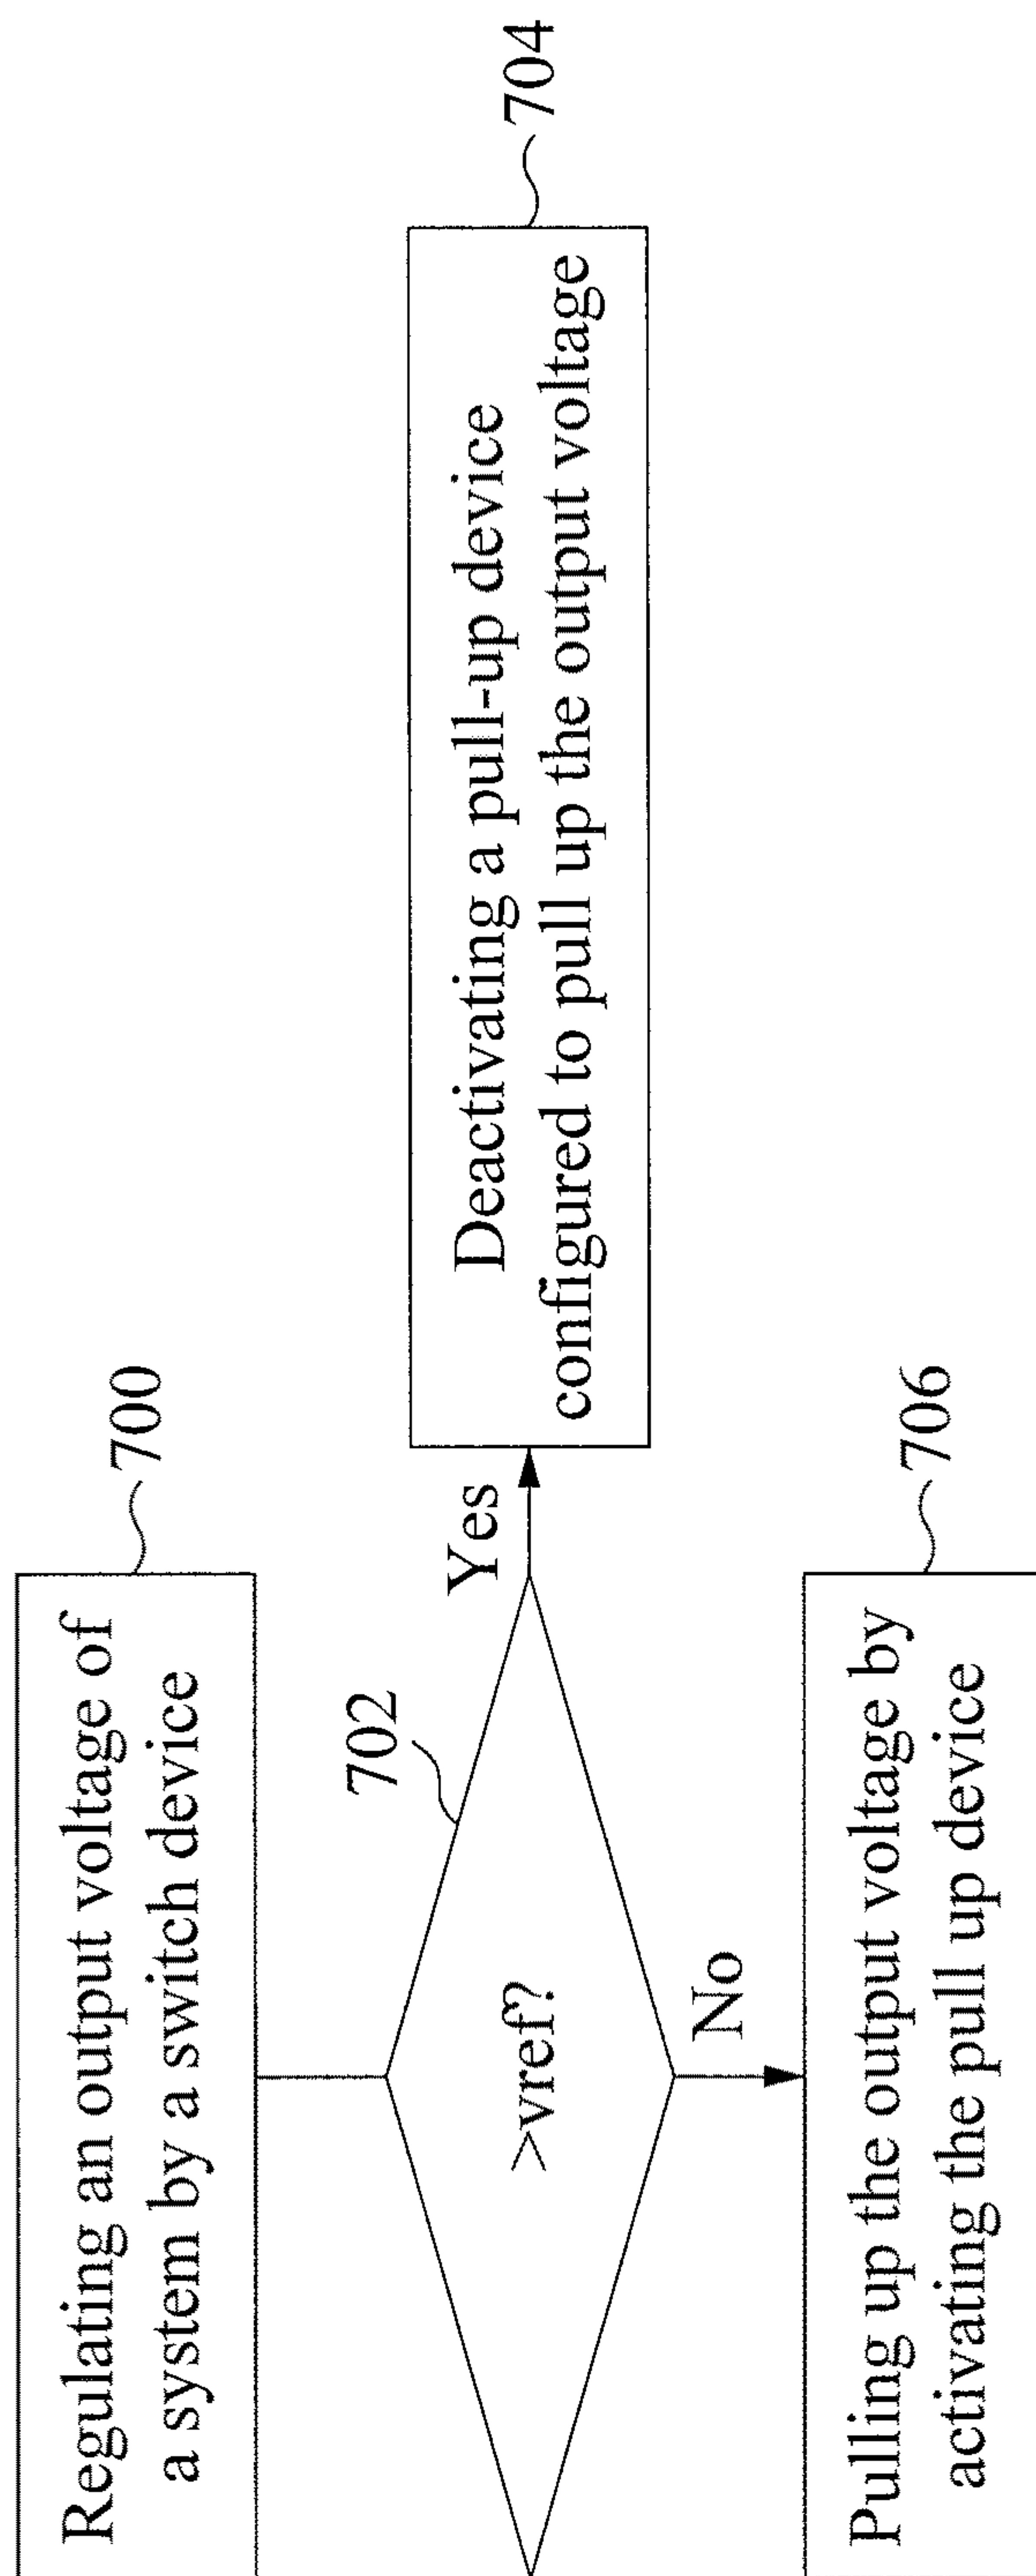 Regulating an output voltage of
a system by a switch device
700
702
>vref?
Yes
Deactivating a pull-up device
configured to pull up the output voltage
704
No
Pulling up the output voltage by
activating the pull up device
706